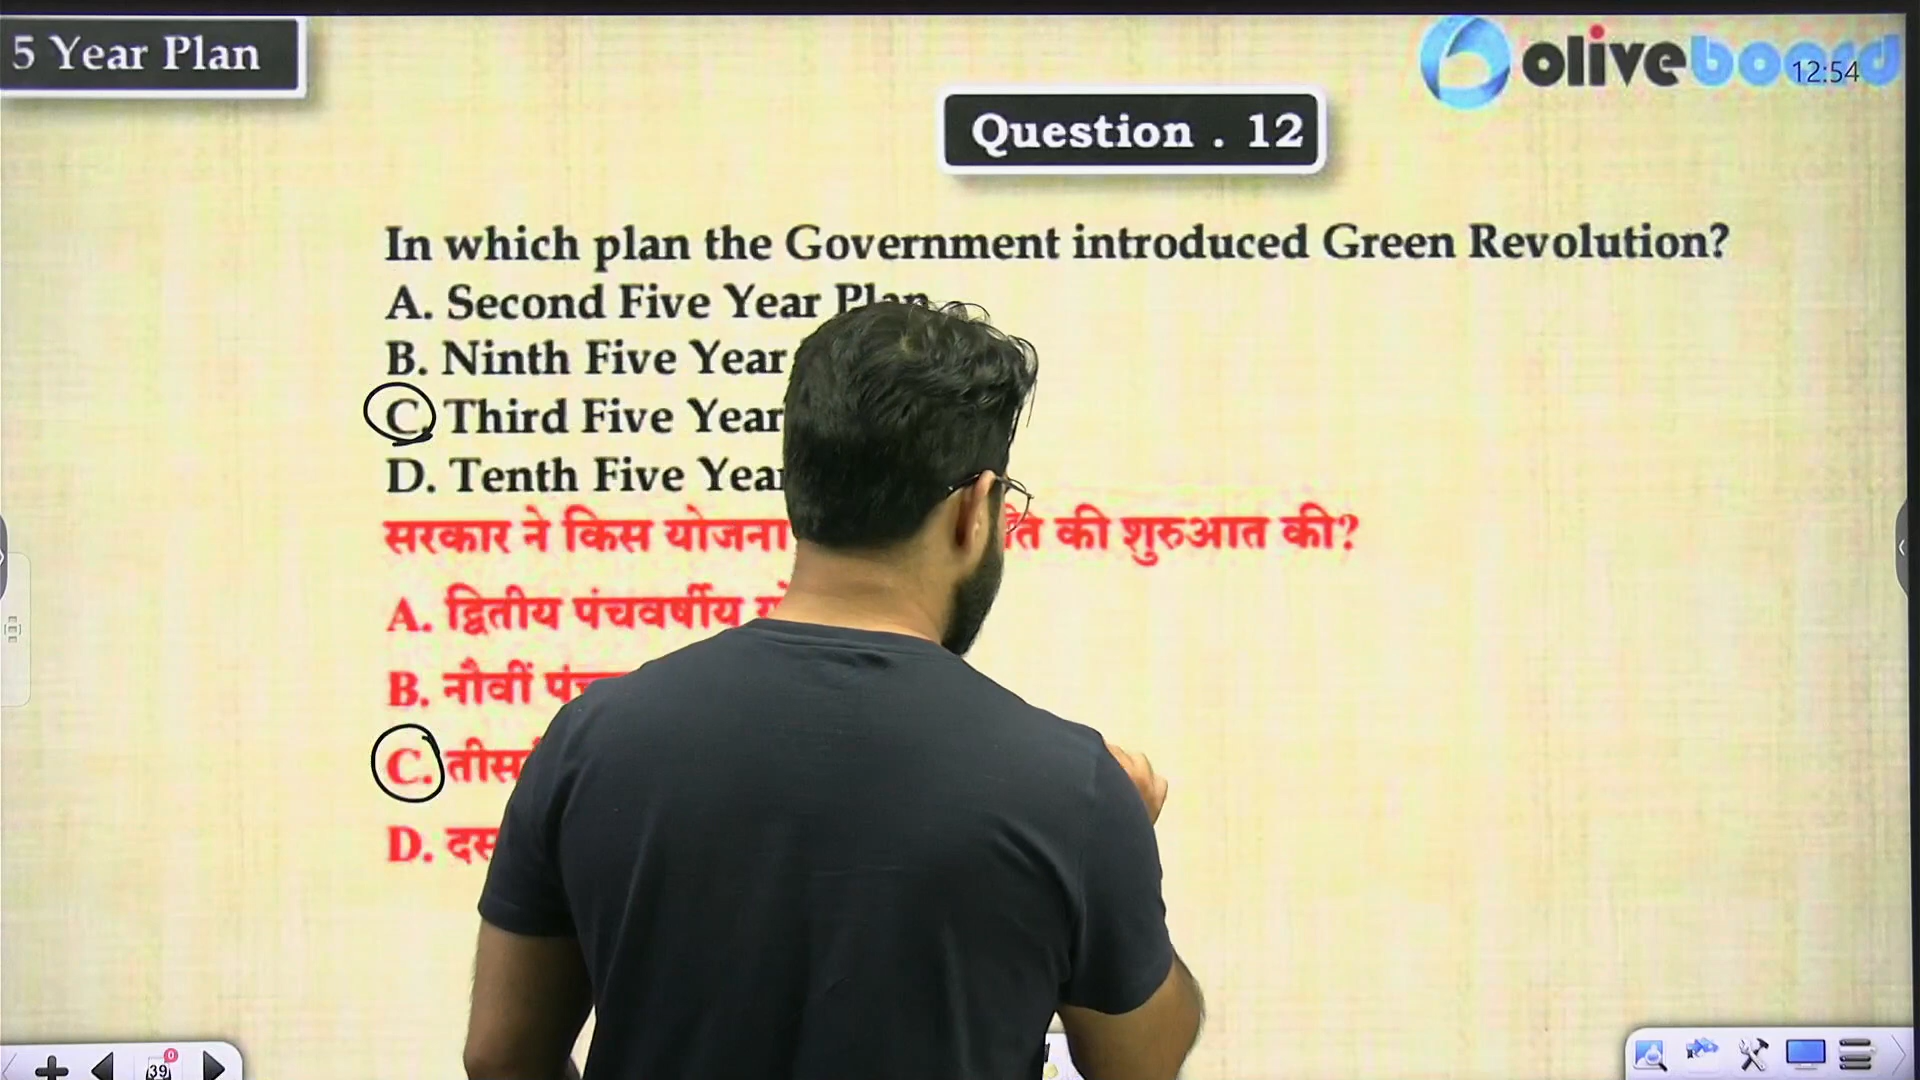 5 Year Plan
oliveboard
12:54
Question . 12
In which plan the Government introduced Green Revolution?
A. Second Five Year Plan
B. Ninth Five Year
C. Third Five Year
D. Tenth Five Year
सरकार ने किस योजना की शुरुआत की?
A. द्वितीय पंचवर्षीय
B. नौवीं
C.
D.
39
0